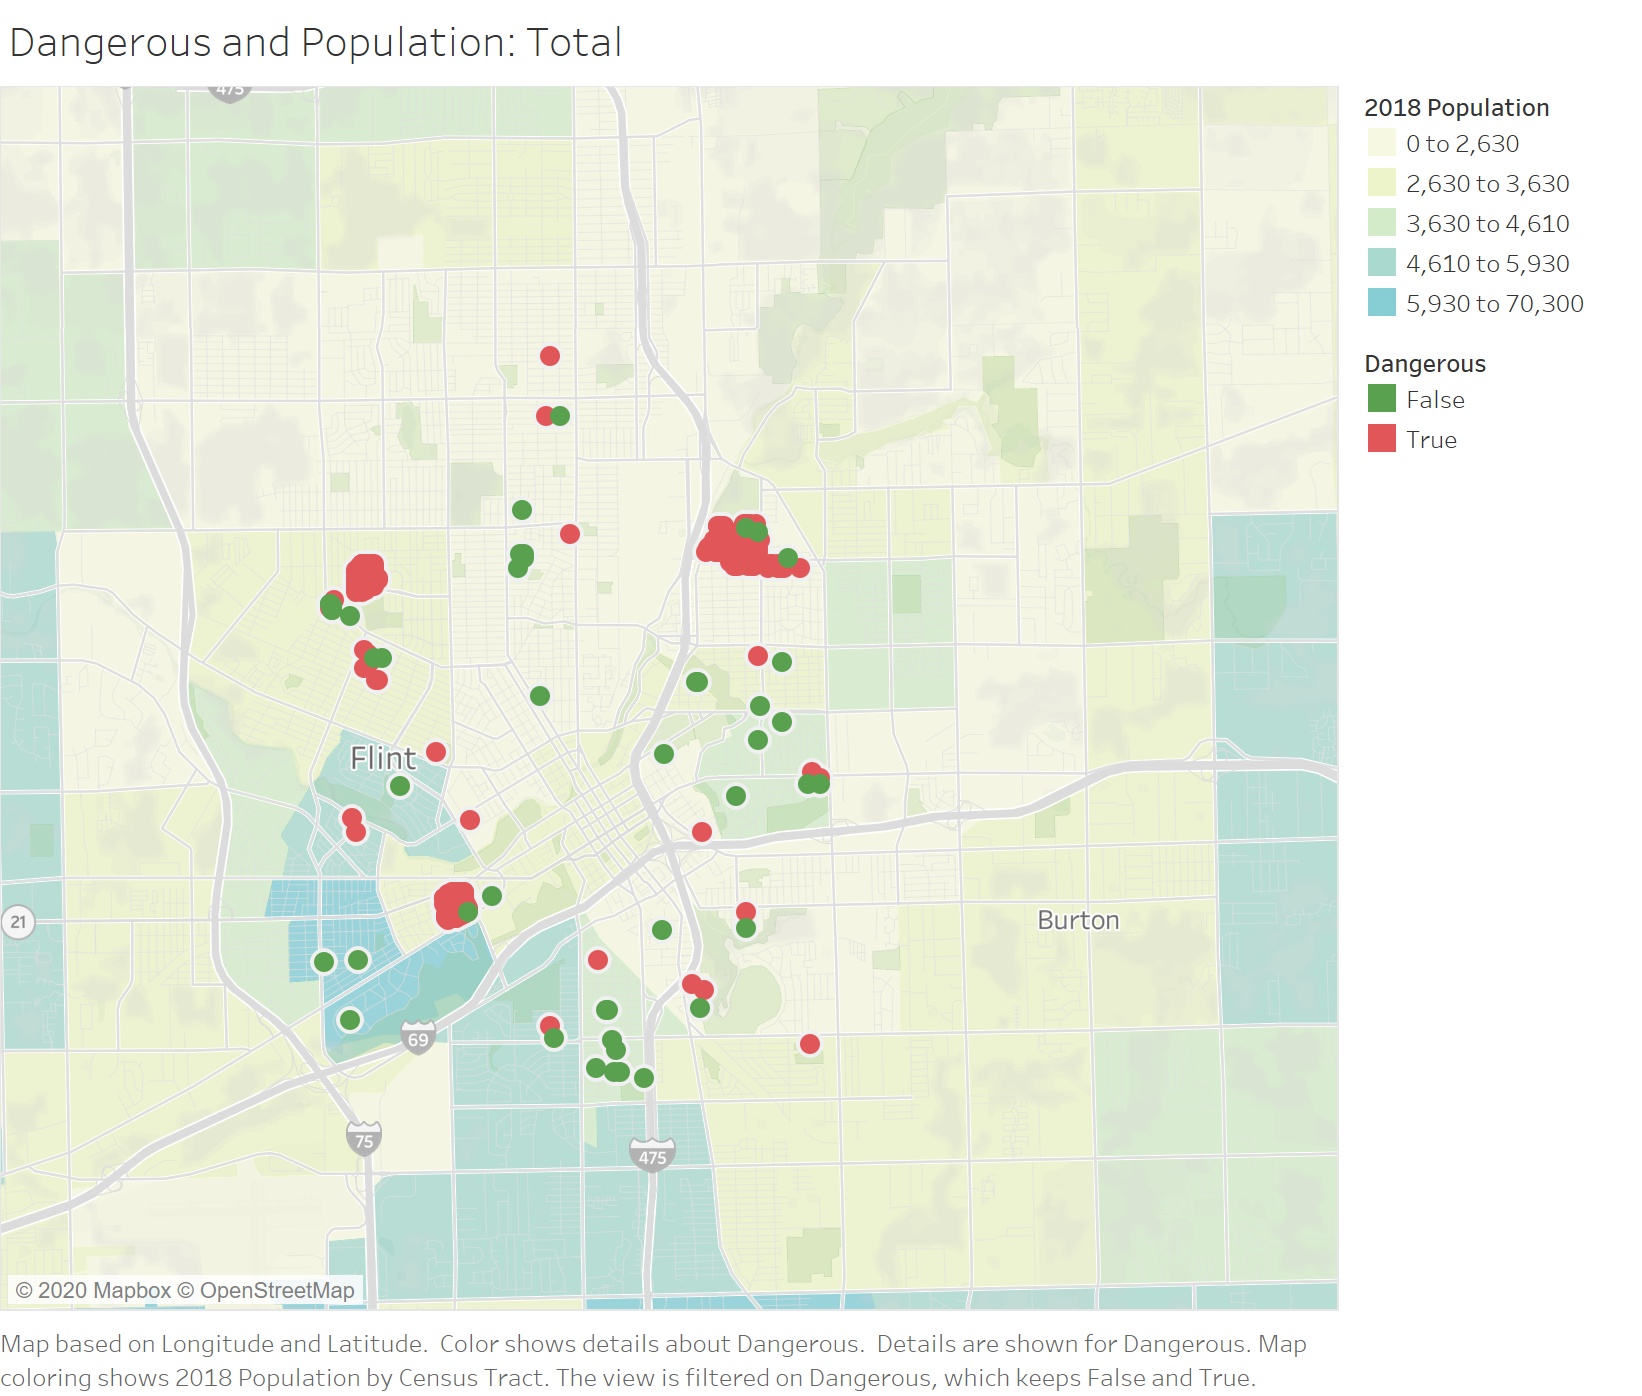 Dangerous and Population: Total
475
2018 Population
0 to 2,630
2,630 to 3,630
3,630 to 4,610
4,610 to 5,930
5,930 to 70,300
Dangerous
False
True
Flint
21
Burton
69
75
475
© 2020 Mapbox © OpenStreetMap
Map based on Longitude and Latitude.  Color shows details about Dangerous.  Details are shown for Dangerous. Map
coloring shows 2018 Population by Census Tract. The view is filtered on Dangerous, which keeps False and True.